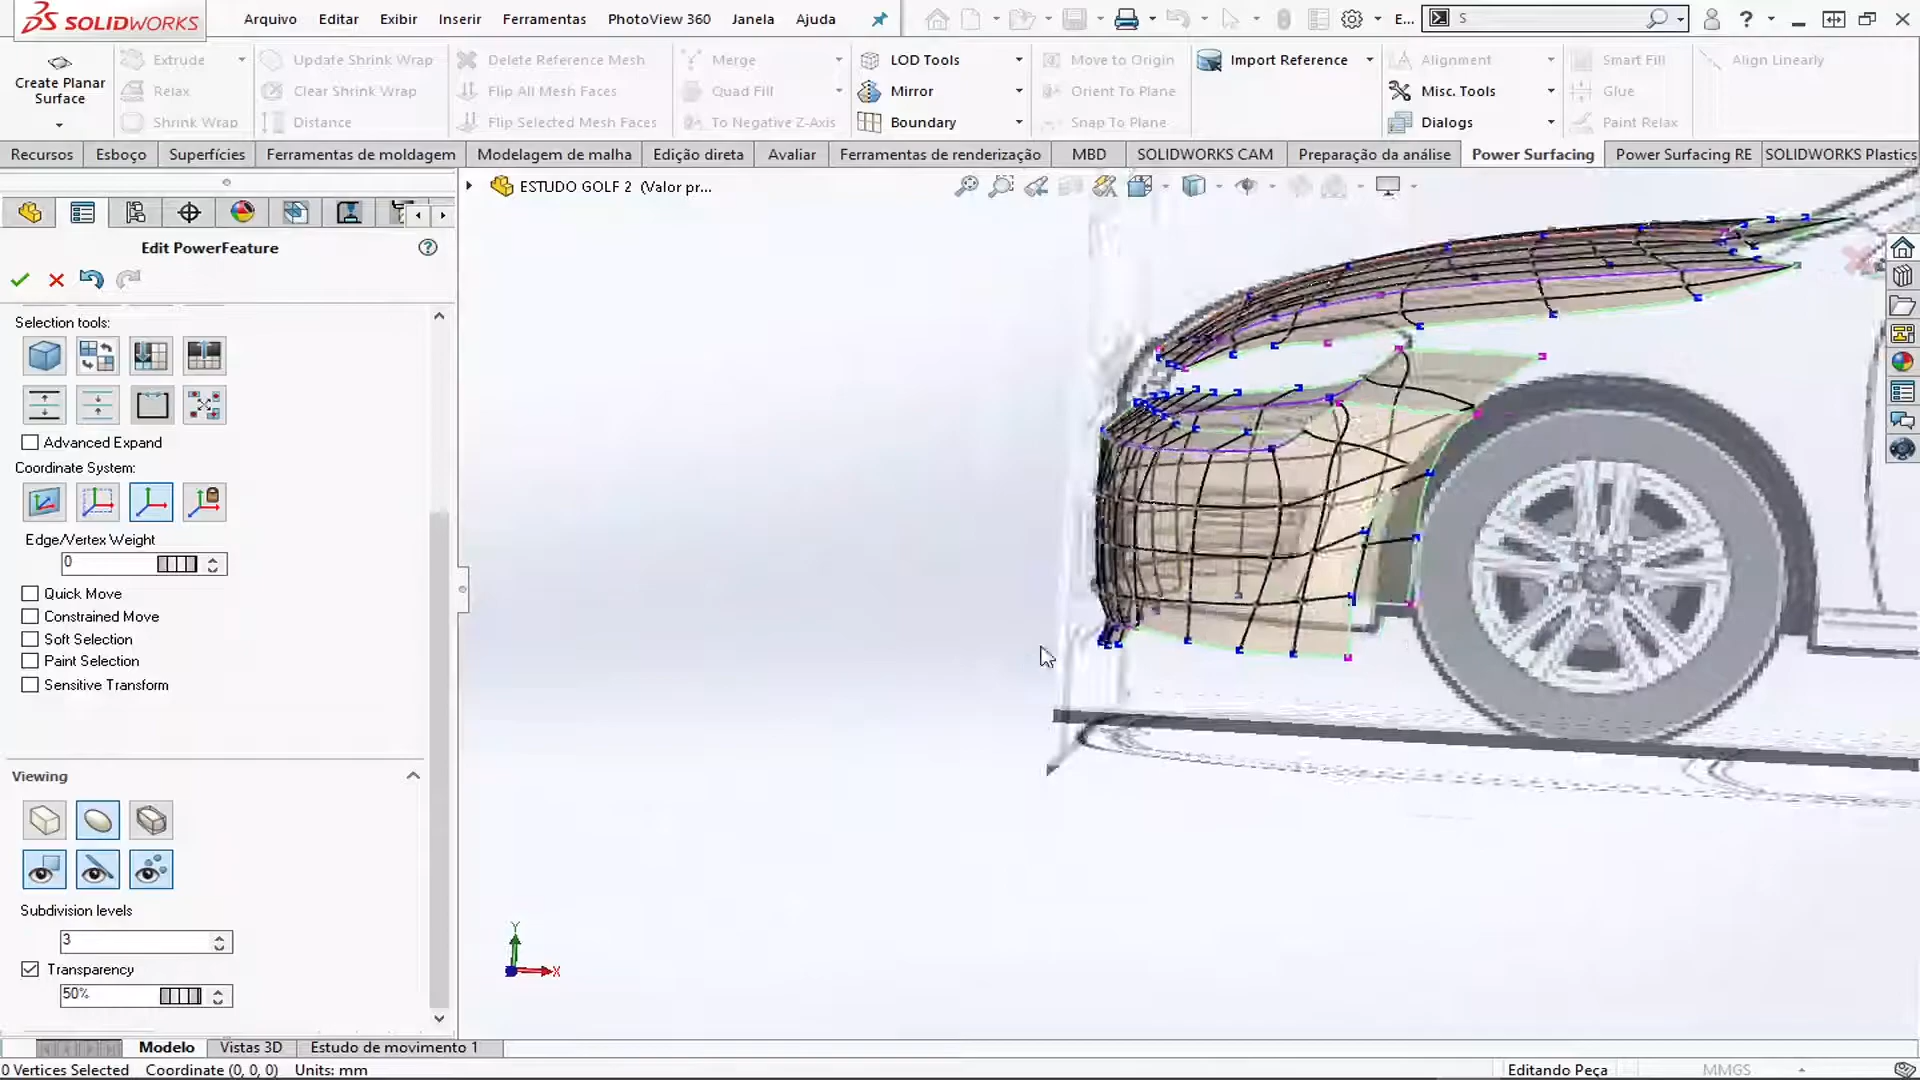 SOLIDWORKS Arquivo Editar Exibir Inserir Ferramentas PhotoView 360 Janela Ajuda E... S
Create Planar Surface
Extrude Update Shrink Wrap Delete Reference Mesh Merge LOD Tools Move to Origin Import Reference Alignment Smart Fill Align Linearly
Relax Clear Shrink Wrap Flip All Mesh Faces Quad Fill Mirror Orient To Plane Misc. Tools Glue
Shrink Wrap Distance Flip Selected Mesh Faces To Negative Z-Axis Boundary Snap To Plane Dialogs Paint Relax
Recursos Esboço Superfícies Ferramentas de moldagem Modelagem de malha Edição direta Avaliar Ferramentas de renderização MBD SOLIDWORKS CAM Preparação da análise Power Surfacing Power Surfacing RE SOLIDWORKS Plastics
ESTUDO GOLF 2 (Valor pr...
Edit PowerFeature
Selection tools:
Advanced Expand
Coordinate System:
Edge/Vertex Weight
0
Quick Move
Constrained Move
Soft Selection
Paint Selection
Sensitive Transform
Viewing
Subdivision levels
3
Transparency
50%
Y
X
Modelo Vistas 3D Estudo de movimento 1
0 Vertices Selected Coordinate (0, 0, 0) Units: mm Editando Peça MMGS